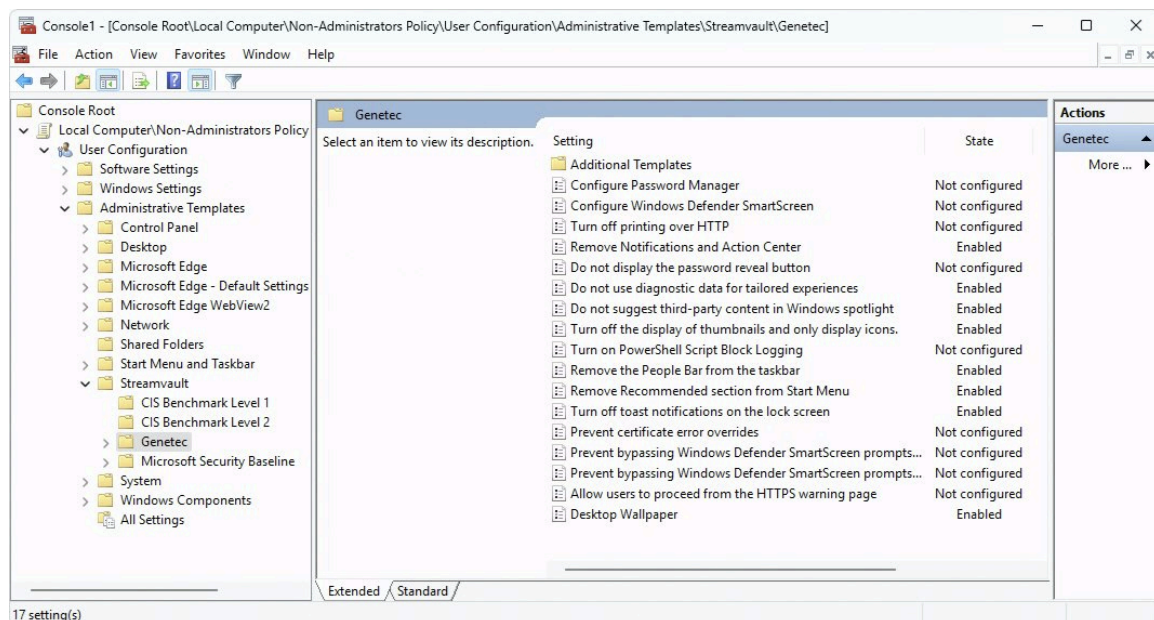 Console1 - [Console Root\Local Computer\Non-Administrators Policy\User Configuration\Administrative Templates\Streamvault\Genetec]
File Action View Favorites Window Help
Console Root
Local Computer\Non-Administrators Policy
User Configuration
Software Settings
Windows Settings
Administrative Templates
Control Panel
Desktop
Microsoft Edge
Microsoft Edge - Default Settings
Microsoft Edge WebView2
Network
Shared Folders
Start Menu and Taskbar
Streamvault
CIS Benchmark Level 1
CIS Benchmark Level 2
Genetec
Microsoft Security Baseline
System
Windows Components
All Settings
Genetec
Select an item to view its description.
Setting State
Additional Templates
Configure Password Manager Not configured
Configure Windows Defender SmartScreen Not configured
Turn off printing over HTTP Not configured
Remove Notifications and Action Center Enabled
Do not display the password reveal button Not configured
Do not use diagnostic data for tailored experiences Enabled
Do not suggest third-party content in Windows spotlight Enabled
Turn off the display of thumbnails and only display icons. Enabled
Turn on PowerShell Script Block Logging Not configured
Remove the People Bar from the taskbar Enabled
Remove Recommended section from Start Menu Enabled
Turn off toast notifications on the lock screen Enabled
Prevent certificate error overrides Not configured
Prevent bypassing Windows Defender SmartScreen prompts... Not configured
Prevent bypassing Windows Defender SmartScreen prompts... Not configured
Allow users to proceed from the HTTPS warning page Not configured
Desktop Wallpaper Enabled
Extended Standard
Actions
Genetec
More ...
17 setting(s)